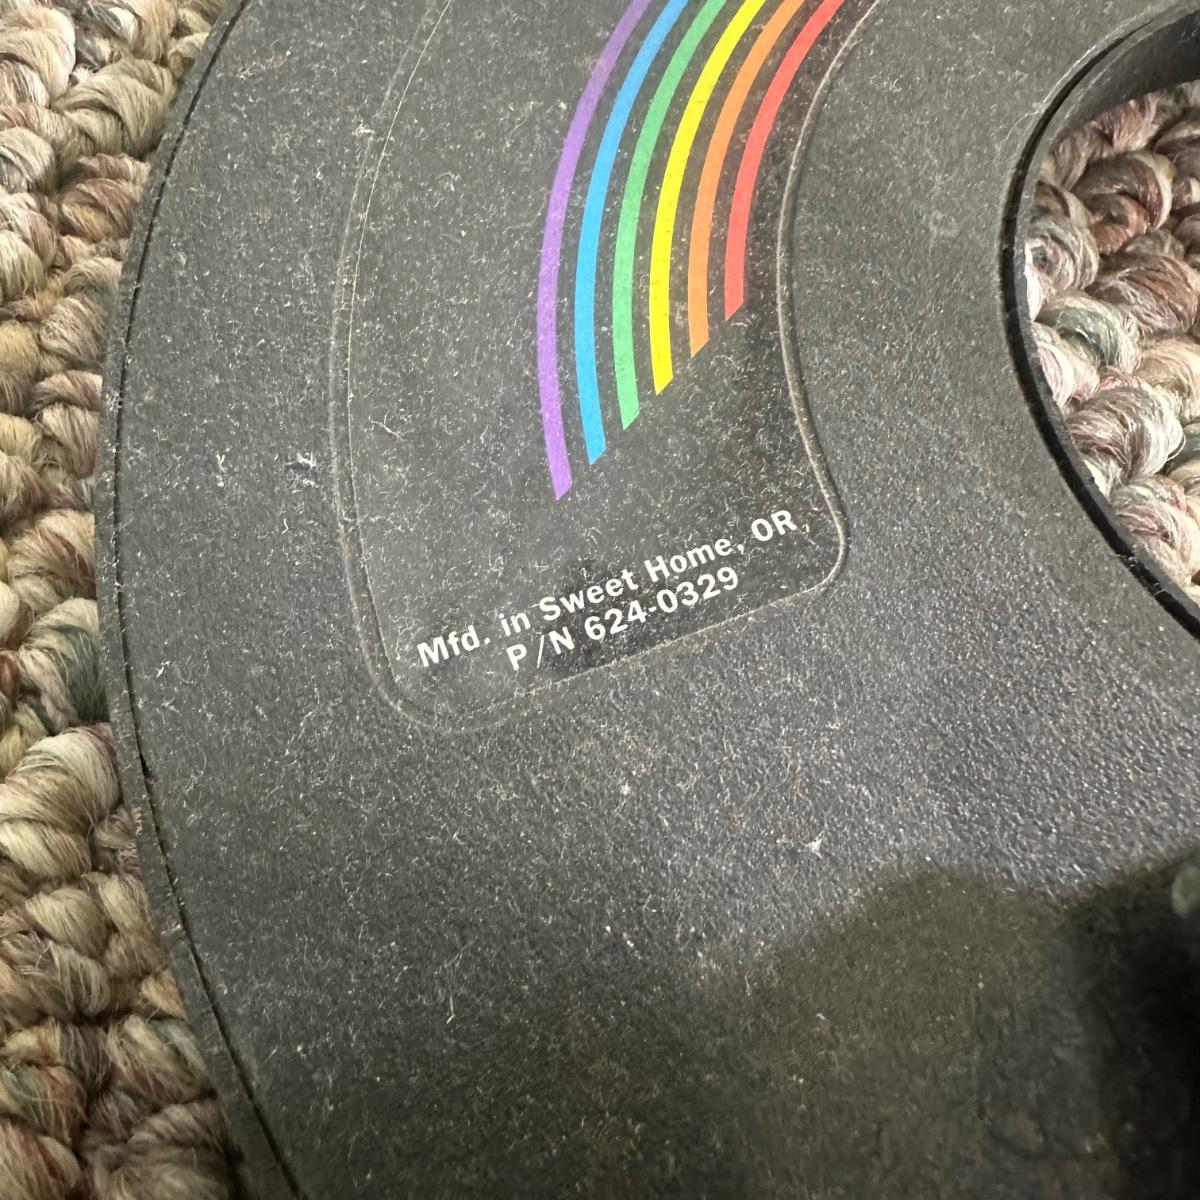 Mfd. in Sweet Home, OR
P/N 624-0329